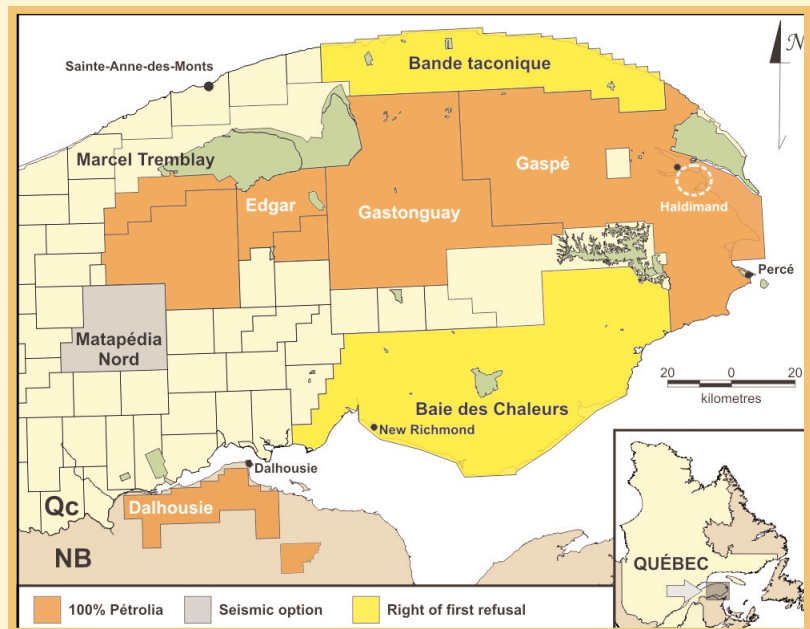 Sainte-Anne-des-Monts
Bande taconique
N
Marcel Tremblay
Gaspé
Edgar
Gastonguay
Haldimand
Percé
Matapédia
Nord
20 0 20
kilometres
Baie des Chaleurs
New Richmond
Dalhousie
Qc
Dalhousie
NB
QUÉBEC
100% Pétrolia
Seismic option
Right of first refusal